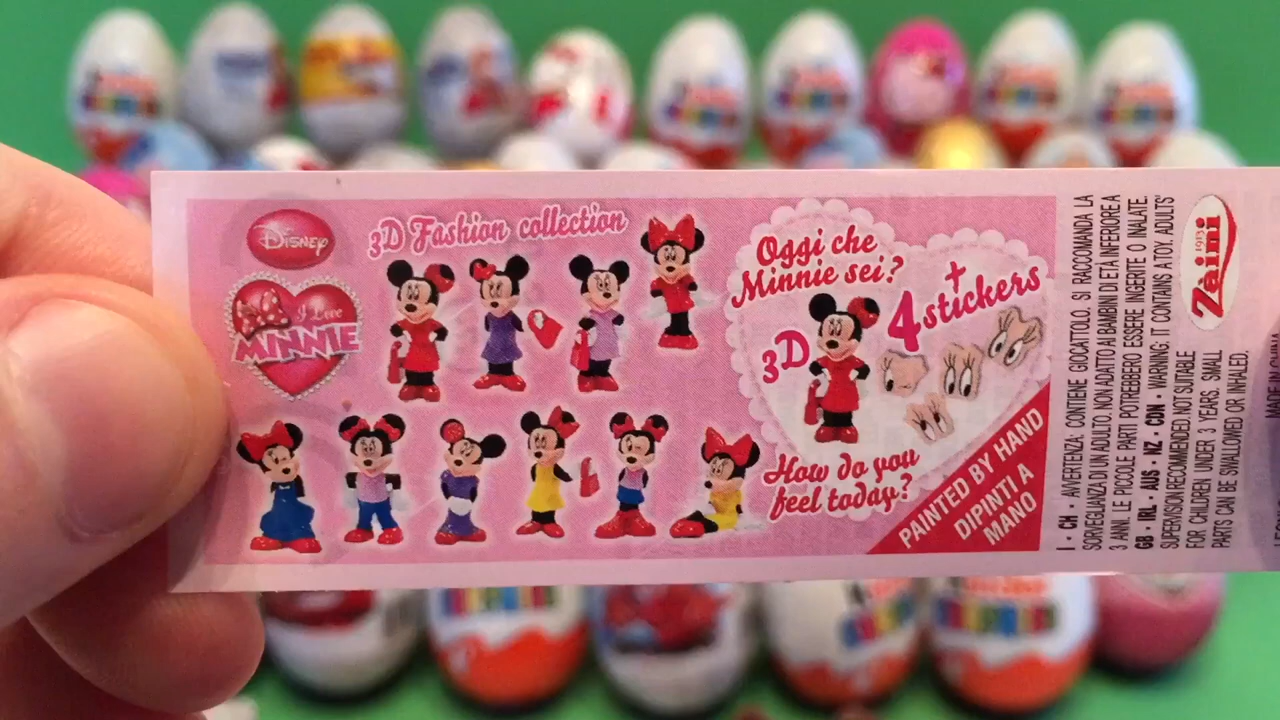 Disney
I Love
MINNIE
3D Fashion collection
Oggi che
Minnie sei?
3D
+
4 stickers
How do you
feel today?
PAINTED BY HAND
DIPINTI A
MANO
I - CH - AVVERTENZA: CONTIENE GIOCATTOLO. SI RACCOMANDA LA
SORVEGLIANZA DI UN ADULTO. NON ADATTO AI BAMBINI DI ETÀ INFERIORE A
3 ANNI. LE PICCOLE PARTI POTREBBERO ESSERE INGERITE O INALATE.
GB - IRL - AUS - NZ - CDN - WARNING: IT CONTAINS A TOY. ADULTS'
SUPERVISION RECOMMENDED. NOT SUITABLE
FOR CHILDREN UNDER 3 YEARS. SMALL
PARTS CAN BE SWALLOWED OR INHALED.
1913
Zàini
MADE IN CHINA